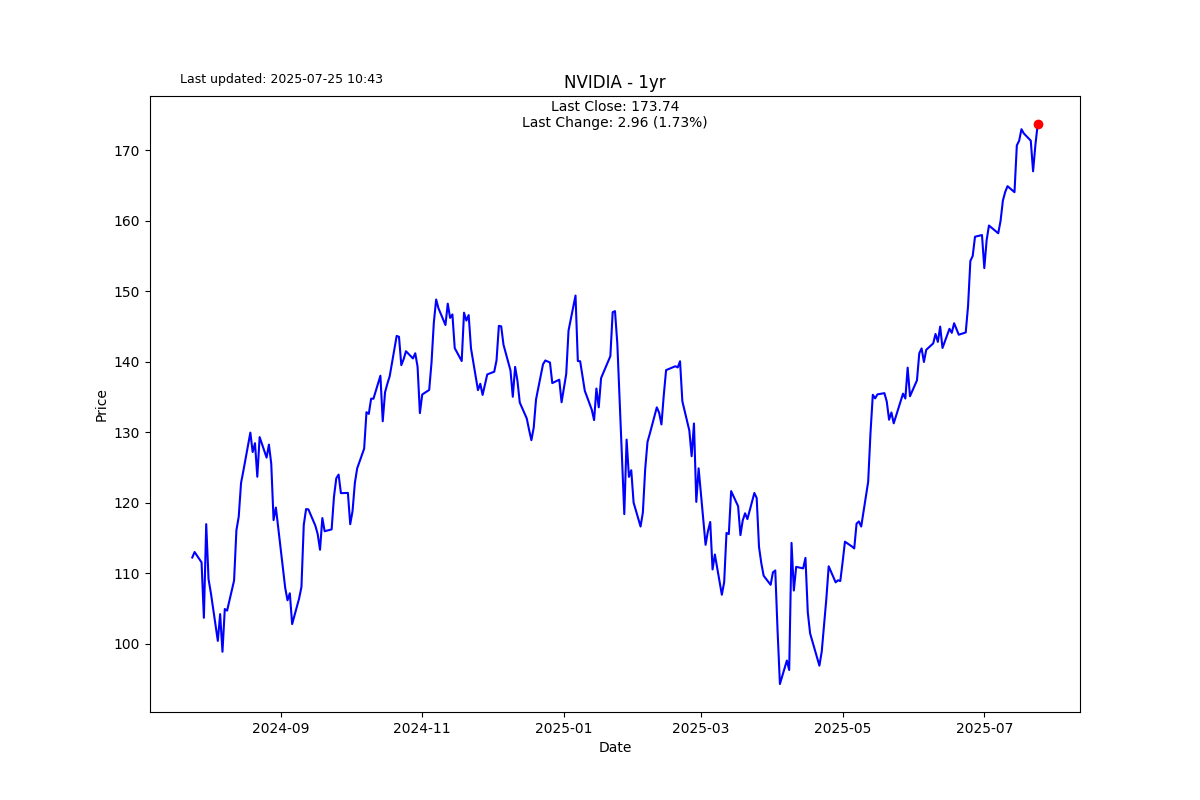 Last updated: 2025-07-25 10:43
NVIDIA - 1yr
Last Close: 173.74
Last Change: 2.96 (1.73%)
170
160
150
140
130
120
110
100
Price
2024-09
2024-11
2025-01
2025-03
2025-05
2025-07
Date